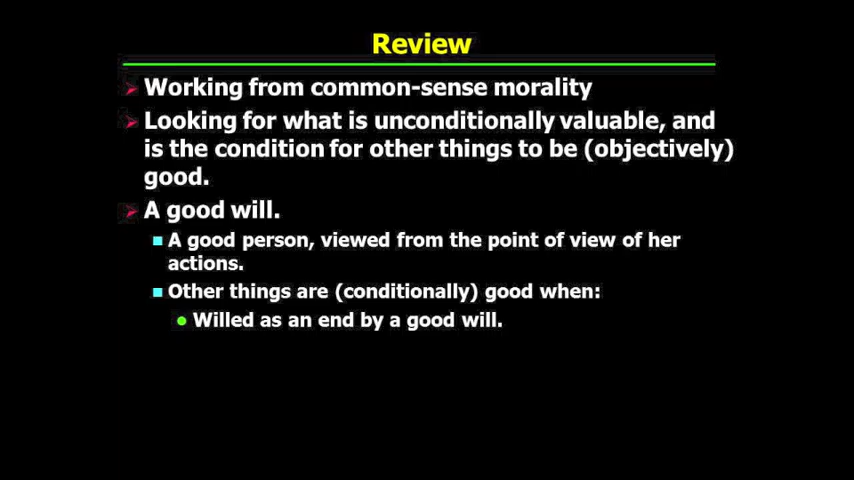 Review
Working from common-sense morality
Looking for what is unconditionally valuable, and
is the condition for other things to be (objectively)
good.
A good will.
A good person, viewed from the point of view of her
actions.
Other things are (conditionally) good when:
Willed as an end by a good will.